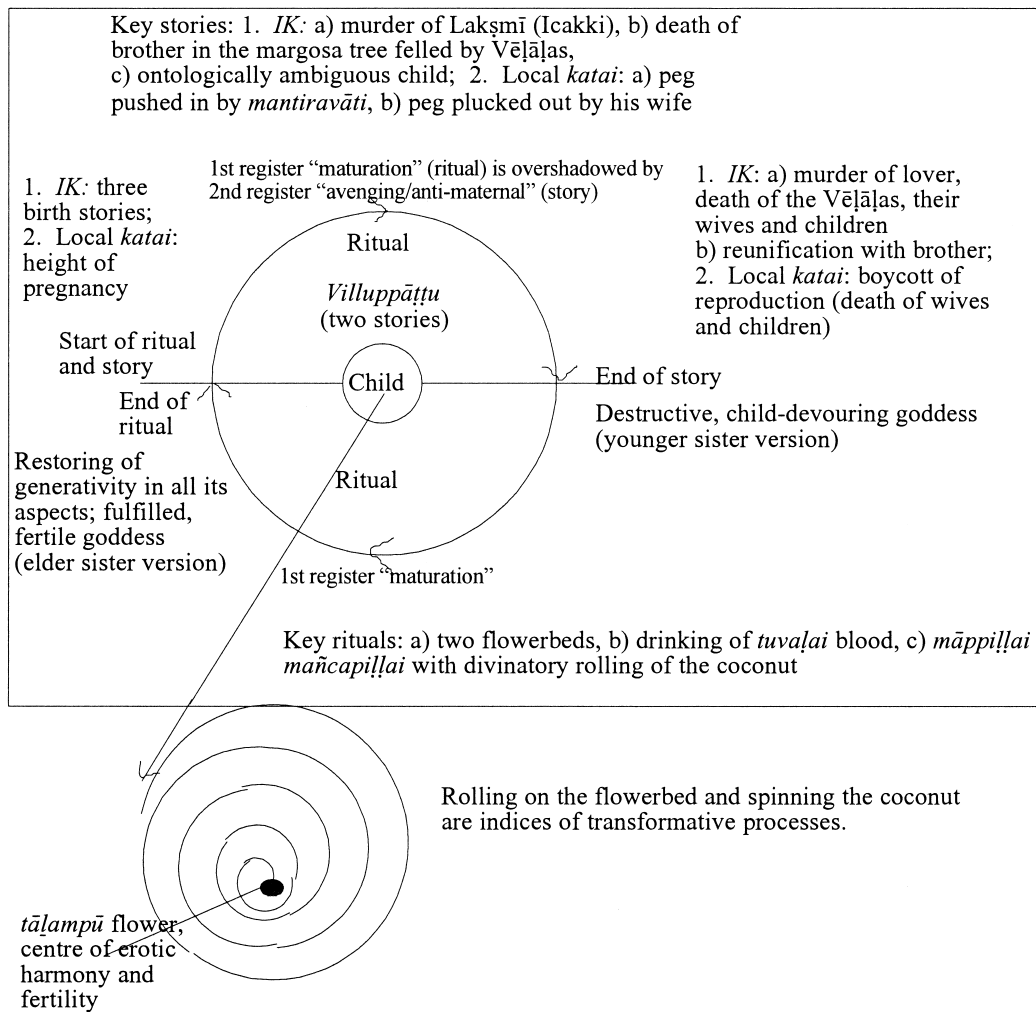 Key stories: 1. IK: a) murder of Lakṣmī (Icakki), b) death of
brother in the margosa tree felled by Vēḷāḷas,
c) ontologically ambiguous child; 2. Local katai: a) peg
pushed in by mantiravāti, b) peg plucked out by his wife
1. IK: three
birth stories;
2. Local katai:
height of
pregnancy
1st register “maturation” (ritual) is overshadowed by
2nd register “avenging/anti-maternal” (story)
1. IK: a) murder of lover,
death of the Vēḷāḷas, their
wives and children
b) reunification with brother;
2. Local katai: boycott of
reproduction (death of wives
and children)
Ritual
Villuppāṭṭu
(two stories)
Start of ritual
and story
Child
End of story
End of
ritual
Destructive, child-devouring goddess
(younger sister version)
Restoring of
generativity in all its
aspects; fulfilled,
fertile goddess
(elder sister version)
Ritual
1st register “maturation”
Key rituals: a) two flowerbeds, b) drinking of tuvaḷai blood, c) māppiḷḷai
mañcapiḷḷai with divinatory rolling of the coconut
Rolling on the flowerbed and spinning the coconut
are indices of transformative processes.
tāḻampū flower,
centre of erotic
harmony and
fertility